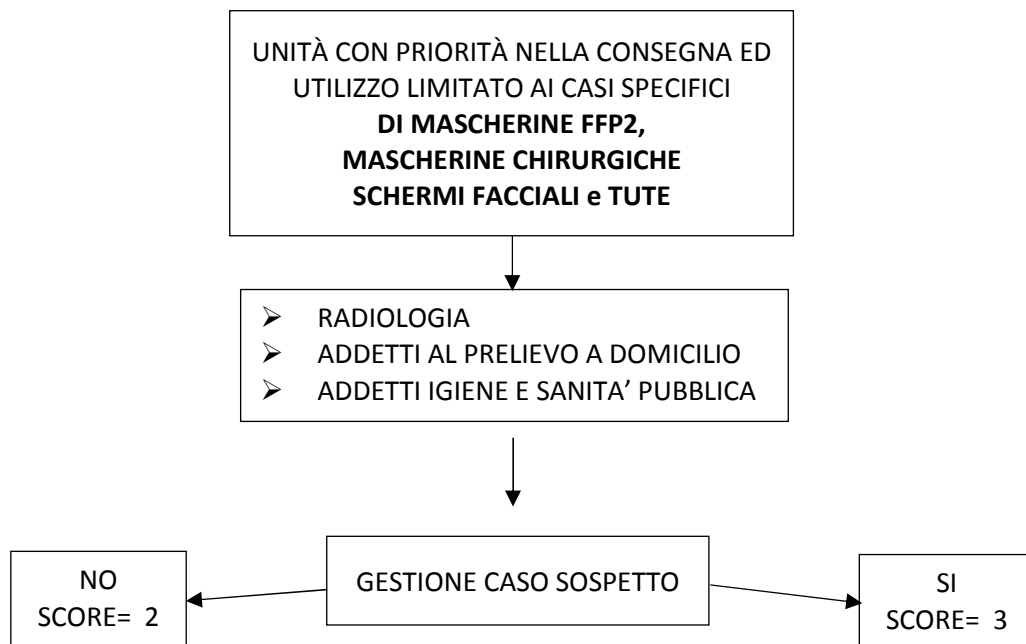 UNITÀ CON PRIORITÀ NELLA CONSEGNA ED
UTILIZZO LIMITATO AI CASI SPECIFICI
DI MASCHERINE FFP2,
MASCHERINE CHIRURGICHE
SCHERMI FACCIALI e TUTE
➢ RADIOLOGIA
➢ ADDETTI AL PRELIEVO A DOMICILIO
➢ ADDETTI IGIENE E SANITA’ PUBBLICA
NO
SCORE= 2
GESTIONE CASO SOSPETTO
SI
SCORE= 3